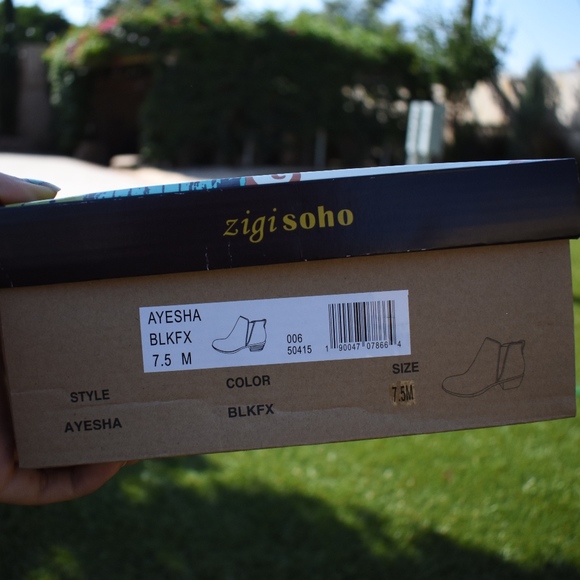 zigi soho
AYESHA
BLKFX
7.5 M
006
50415
1 90047 07866 4
STYLE COLOR SIZE
AYESHA BLKFX 7.5M